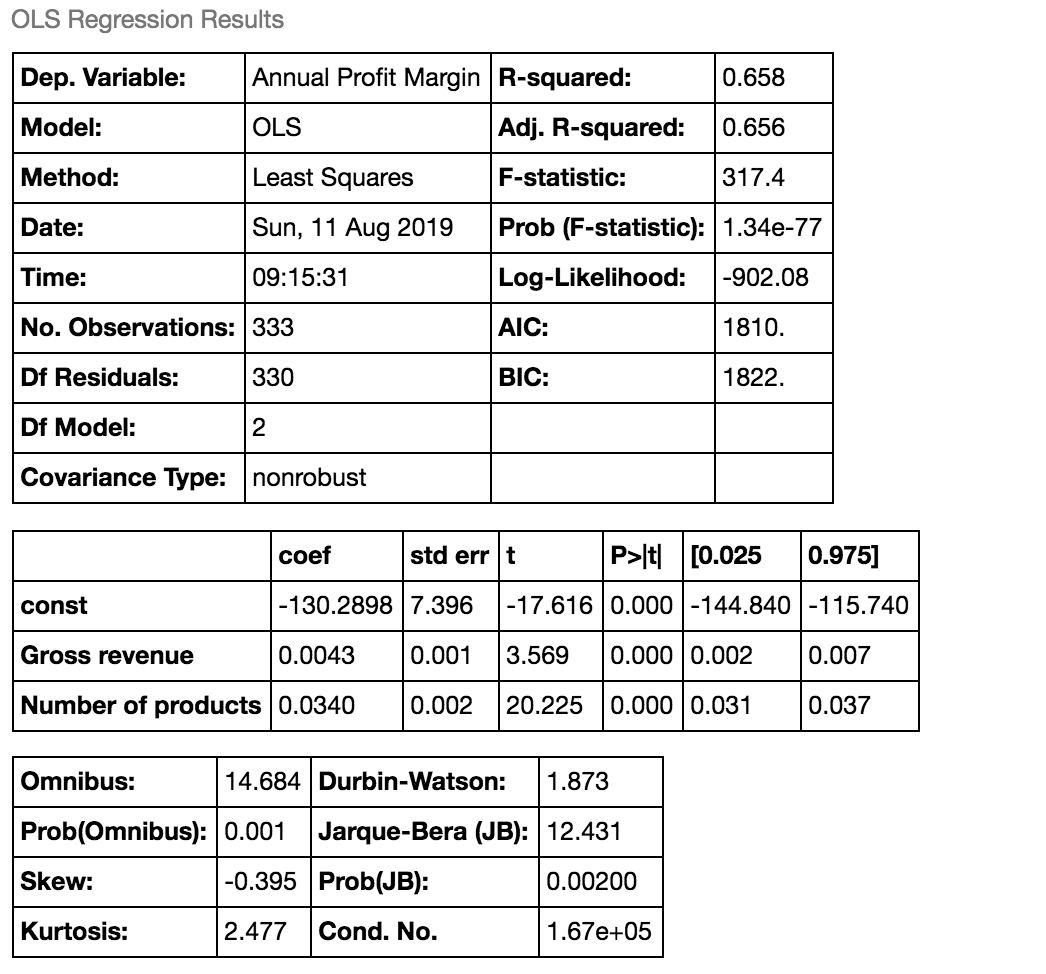 OLS Regression Results
Dep. Variable: Annual Profit Margin R-squared: 0.658
Model: OLS Adj. R-squared: 0.656
Method: Least Squares F-statistic: 317.4
Date: Sun, 11 Aug 2019 Prob (F-statistic): 1.34e-77
Time: 09:15:31 Log-Likelihood: -902.08
No. Observations: 333 AIC: 1810.
Df Residuals: 330 BIC: 1822.
Df Model: 2
Covariance Type: nonrobust
coef std err t P>|t| [0.025 0.975]
const -130.2898 7.396 -17.616 0.000 -144.840 -115.740
Gross revenue 0.0043 0.001 3.569 0.000 0.002 0.007
Number of products 0.0340 0.002 20.225 0.000 0.031 0.037
Omnibus: 14.684 Durbin-Watson: 1.873
Prob(Omnibus): 0.001 Jarque-Bera (JB): 12.431
Skew: -0.395 Prob(JB): 0.00200
Kurtosis: 2.477 Cond. No. 1.67e+05